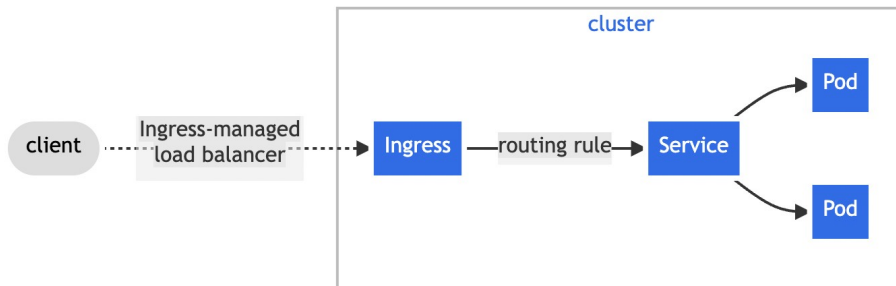 cluster
client
Ingress-managed
load balancer
Ingress
routing rule
Service
Pod
Pod